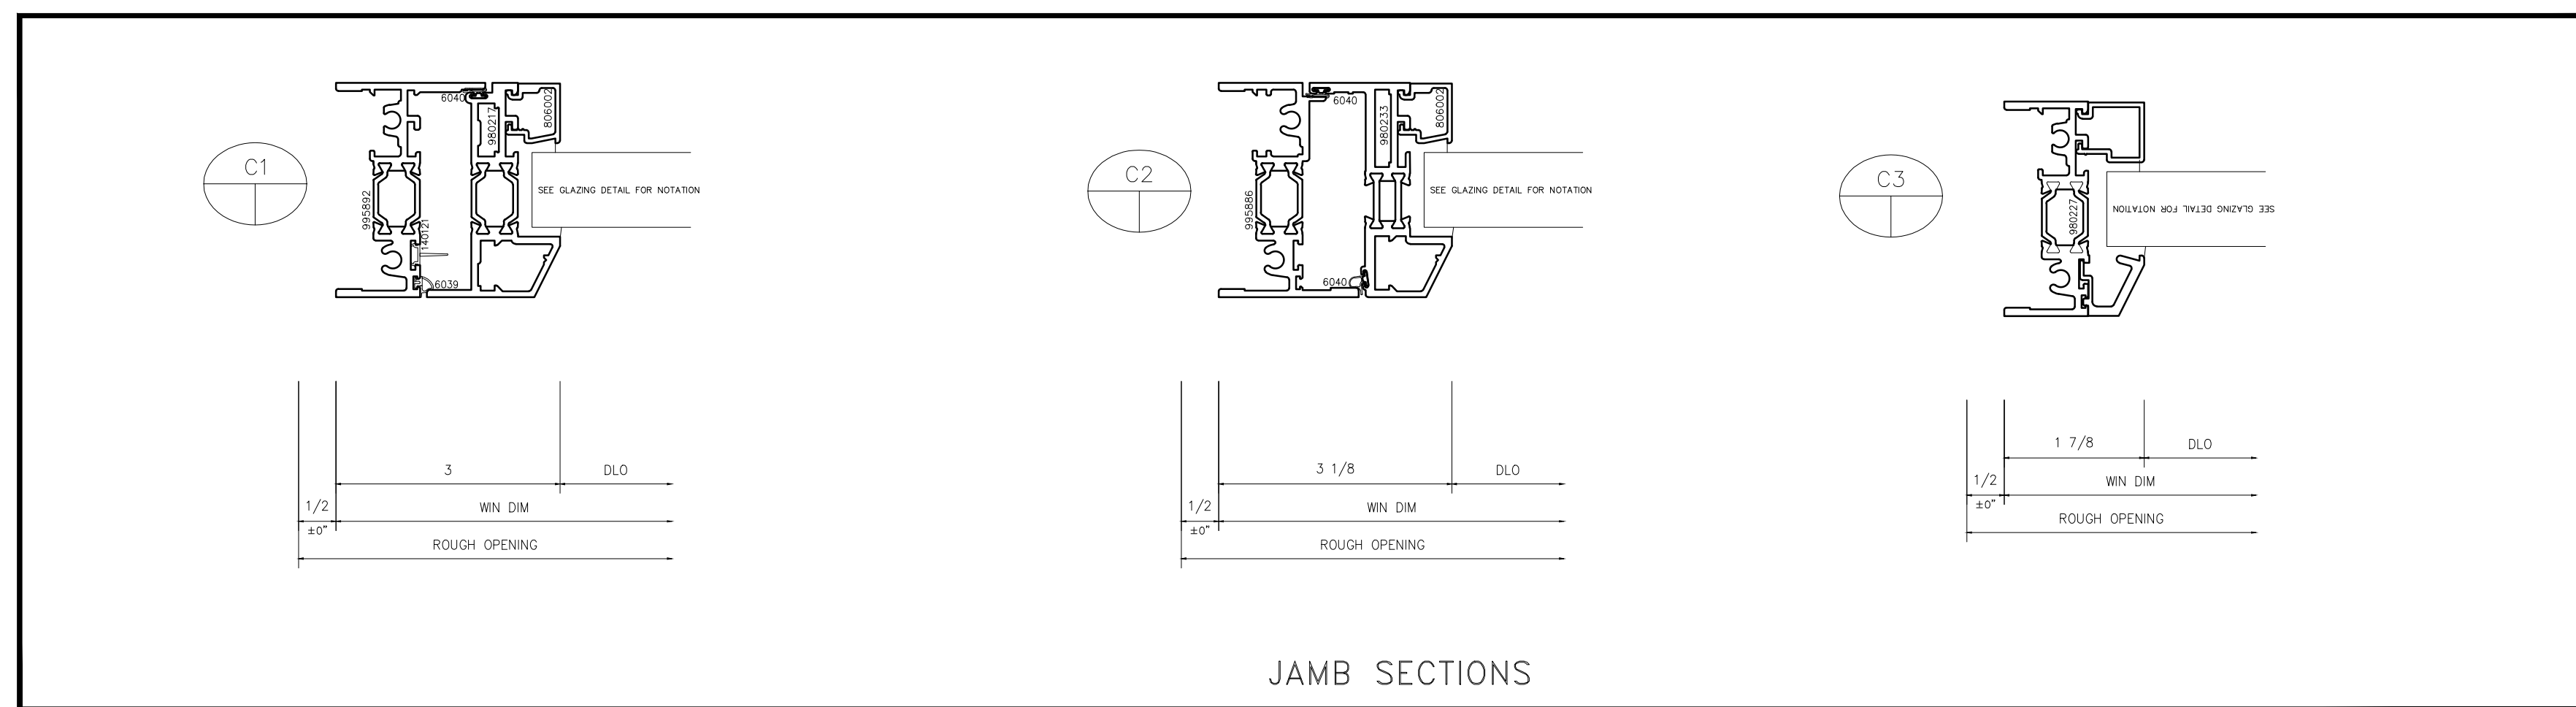 C1
6040
980217
806002
995892
140121
6039
SEE GLAZING DETAIL FOR NOTATION
3
DLO
1/2
WIN DIM
±0"
ROUGH OPENING
C2
6040
980233
806002
995886
6040
SEE GLAZING DETAIL FOR NOTATION
3 1/8
DLO
1/2
WIN DIM
±0"
ROUGH OPENING
C3
980227
SEE GLAZING DETAIL FOR NOTATION
1 7/8
DLO
1/2
WIN DIM
±0"
ROUGH OPENING
JAMB SECTIONS